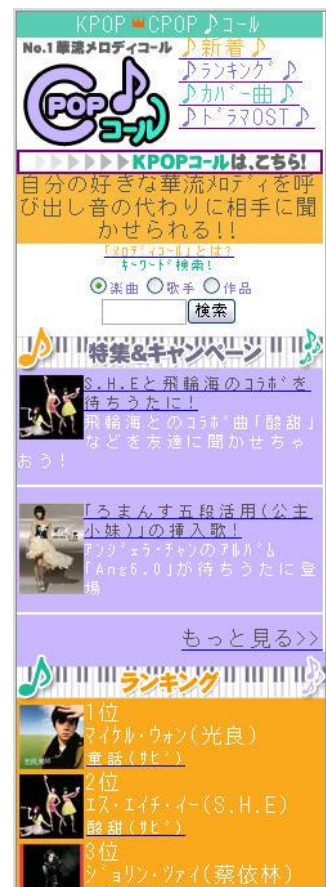 KPOP CPOP♪コール
No.1華流メロディコール
♪新着♪
♪ランキング♪
♪カバー曲♪
♪ドラマOST♪
CPOP
コール
▶▶▶▶▶▶KPOPコールは、こちら!
自分の好きな華流メロディを呼
び出し音の代わりに相手に聞
かせられる!!
「メロディコール」とは?
キーワード検索!
楽曲 歌手 作品
検索
特集&キャンペーン
S.H.Eと飛輪海のコラボを
待ちうたに!
飛輪海とのコラボ曲「酸甜」
などを友達に聞かせちゃ
おう!
「ろまんす五段活用(公主
小妹)」の挿入歌!
アンジェラ・チャンのアルバム
「Ang5.0」が待ちうたに登
場
もっと見る>>
ランキング
1位
マイケル・ウォン(光良)
童話(サビ)
2位
エス・エイチ・イー(S.H.E)
酸甜(サビ)
3位
ジョリン・ツァイ(蔡依林)